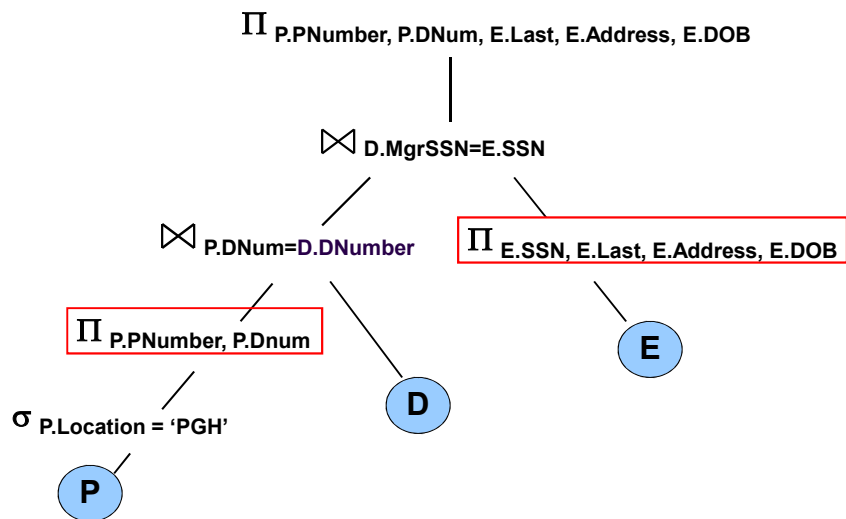 Π P.PNumber, P.DNum, E.Last, E.Address, E.DOB
⋈ D.MgrSSN=E.SSN
⋈ P.DNum=D.DNumber
Π E.SSN, E.Last, E.Address, E.DOB
Π P.PNumber, P.Dnum
E
D
σ P.Location = ‘PGH’
P